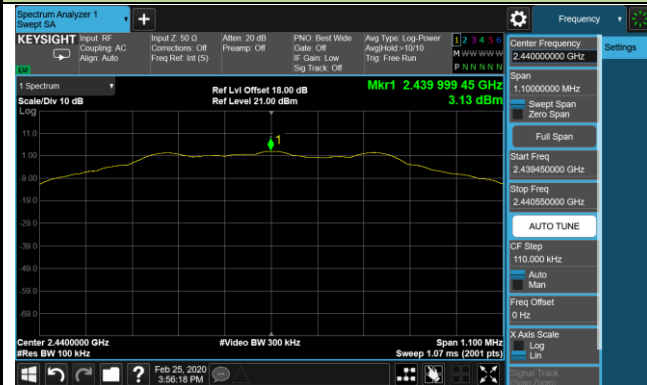 Spectrum Analyzer 1
Swept SA
Frequency
KEYSIGHT
Input: RF
Coupling: AC
Align: Auto
Input Z: 50 Ω
Corrections: Off
Freq Ref: Int (S)
Atten: 20 dB
Preamp: Off
PNO: Best Wide
Gate: Off
IF Gain: Low
Sig Track: Off
Avg Type: Log-Power
Avg|Hold:>10/10
Trig: Free Run
1 2 3 4 5 6
M W W W W W
P N N N N N
LXI
1 Spectrum
Scale/Div 10 dB
Log
Ref Lvl Offset 18.00 dB
Ref Level 21.00 dBm
Mkr1 2.439 999 45 GHz
3.13 dBm
1
11.0
1.00
-9.00
-19.0
-29.0
-39.0
-49.0
-59.0
-69.0
Center 2.4400000 GHz
#Res BW 100 kHz
#Video BW 300 kHz
Span 1.100 MHz
Sweep 1.07 ms (2001 pts)
Center Frequency
2.440000000 GHz
Settings
Span
1.10000000 MHz
Swept Span
Zero Span
Full Span
Start Freq
2.439450000 GHz
Stop Freq
2.440550000 GHz
AUTO TUNE
CF Step
110.000 kHz
Auto
Man
Freq Offset
0 Hz
X Axis Scale
Log
Lin
Signal Track
(Span Zoom)
Feb 25, 2020
3:56:18 PM